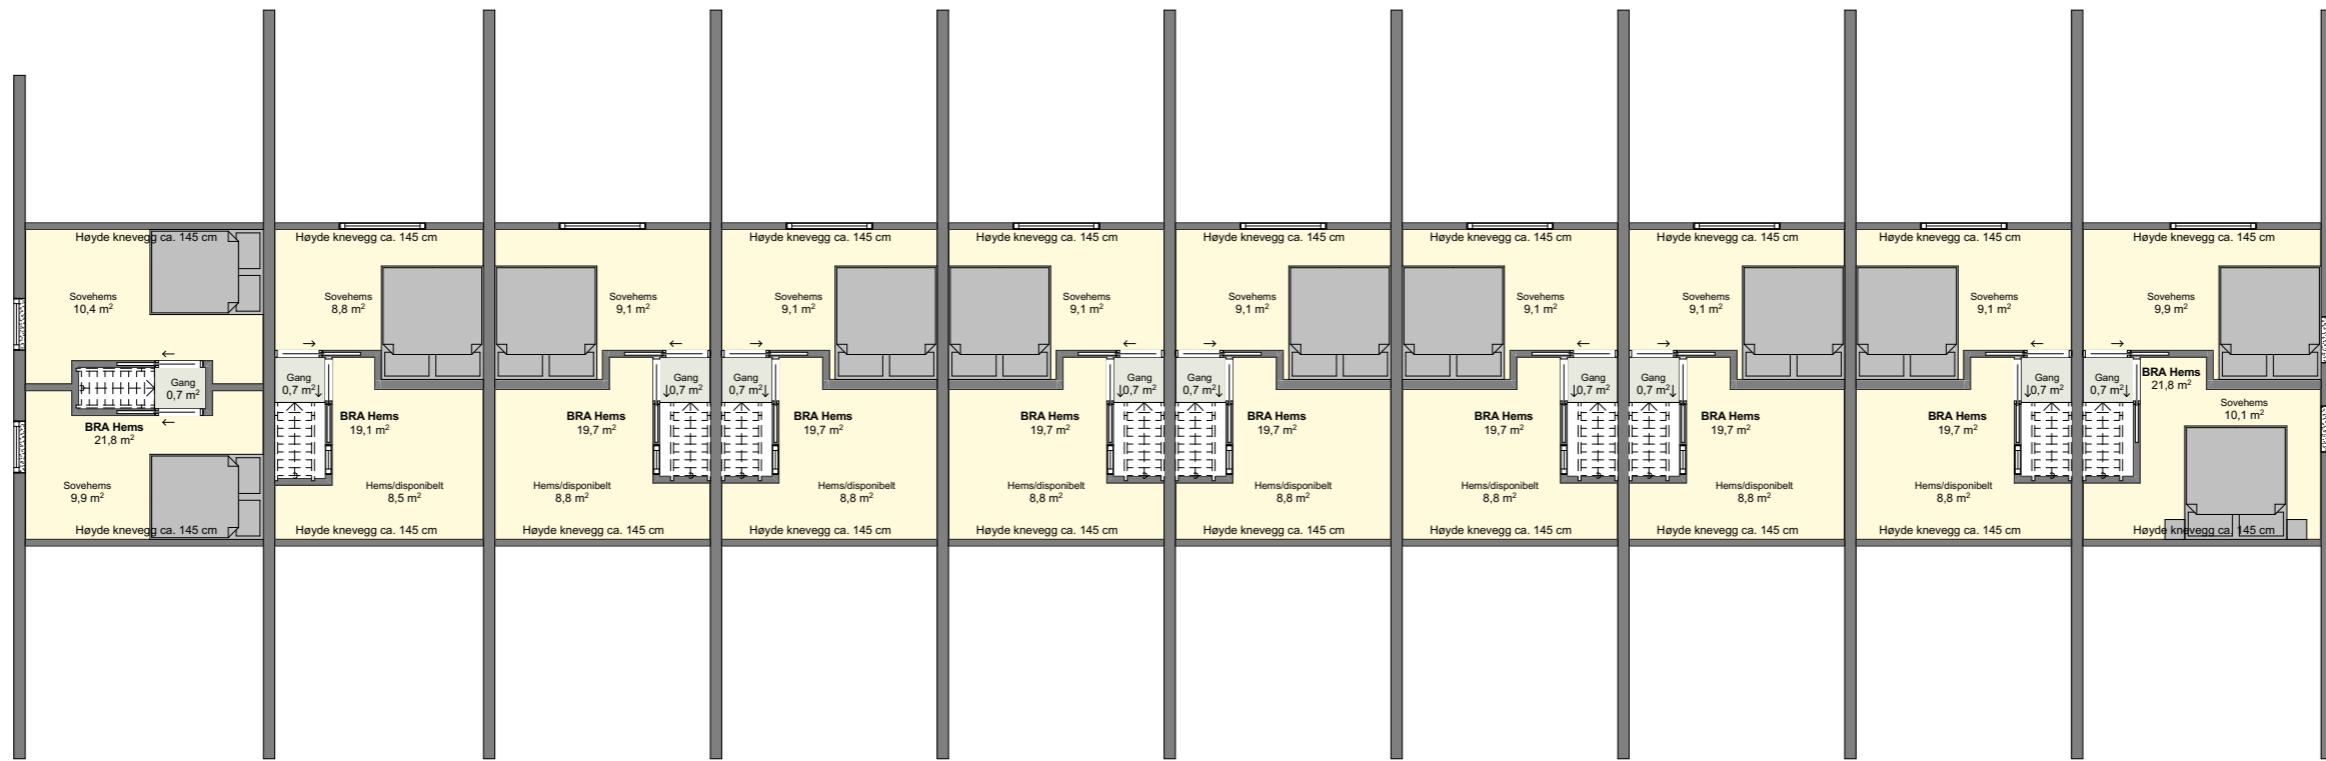 Høyde knevegg ca. 145 cm
Sovehems
10,4 m²
Gang
0,7 m²
BRA Hems
21,8 m²
Sovehems
9,9 m²
Høyde knevegg ca. 145 cm
Høyde knevegg ca. 145 cm
Sovehems
8,8 m²
Gang
0,7 m²
BRA Hems
19,1 m²
Hems/disponibelt
8,5 m²
Høyde knevegg ca. 145 cm
Høyde knevegg ca. 145 cm
Sovehems
9,1 m²
Gang
0,7 m²
BRA Hems
19,7 m²
Hems/disponibelt
8,8 m²
Høyde knevegg ca. 145 cm
Høyde knevegg ca. 145 cm
Sovehems
9,1 m²
Gang
0,7 m²
BRA Hems
19,7 m²
Hems/disponibelt
8,8 m²
Høyde knevegg ca. 145 cm
Høyde knevegg ca. 145 cm
Sovehems
9,1 m²
Gang
0,7 m²
BRA Hems
19,7 m²
Hems/disponibelt
8,8 m²
Høyde knevegg ca. 145 cm
Høyde knevegg ca. 145 cm
Sovehems
9,1 m²
Gang
0,7 m²
BRA Hems
19,7 m²
Hems/disponibelt
8,8 m²
Høyde knevegg ca. 145 cm
Høyde knevegg ca. 145 cm
Sovehems
9,1 m²
Gang
0,7 m²
BRA Hems
19,7 m²
Hems/disponibelt
8,8 m²
Høyde knevegg ca. 145 cm
Høyde knevegg ca. 145 cm
Sovehems
9,1 m²
Gang
0,7 m²
BRA Hems
19,7 m²
Hems/disponibelt
8,8 m²
Høyde knevegg ca. 145 cm
Høyde knevegg ca. 145 cm
Sovehems
9,1 m²
Gang
0,7 m²
BRA Hems
19,7 m²
Hems/disponibelt
8,8 m²
Høyde knevegg ca. 145 cm
Høyde knevegg ca. 145 cm
Sovehems
9,9 m²
Gang
0,7 m²
BRA Hems
21,8 m²
Sovehems
10,1 m²
Høyde knevegg ca. 145 cm